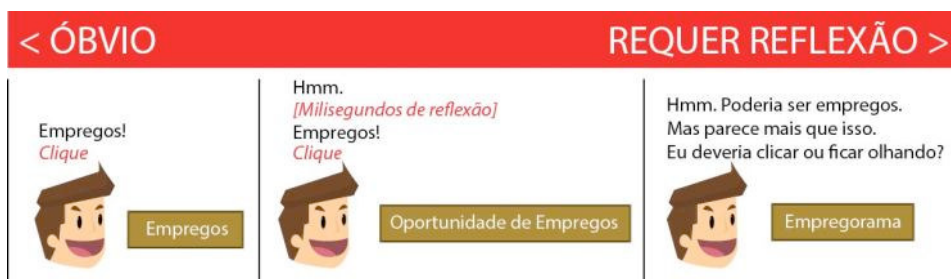 < ÓBVIO
REQUER REFLEXÃO >
Empregos!
Clique
Empregos
Hmm.
[Milisegundos de reflexão]
Empregos!
Clique
Oportunidade de Empregos
Hmm. Poderia ser empregos.
Mas parece mais que isso.
Eu deveria clicar ou ficar olhando?
Empregorama